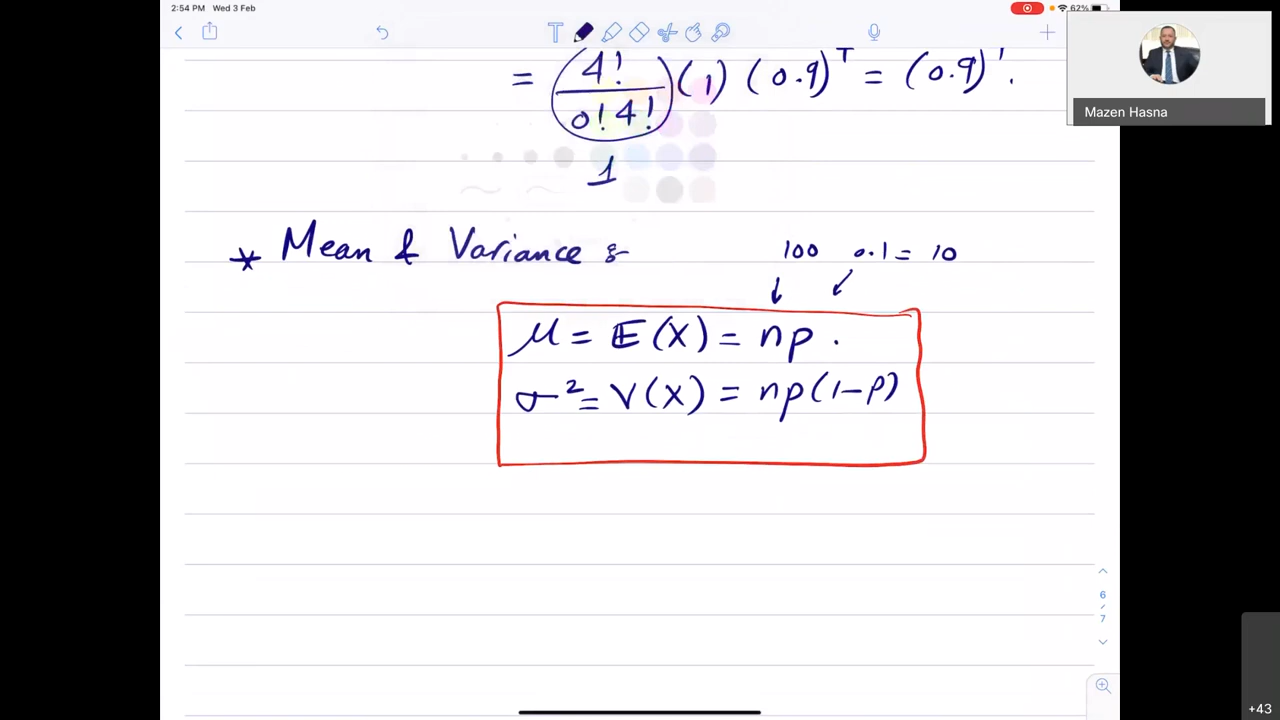 2:54 PM Wed 3 Feb
62%
= (4! / 0! 4!) (1) (0.9)⁴ = (0.9)⁴.
1
Mazen Hasna
* Mean & Variance :
100 0.1 = 10
μ = E(X) = np.
σ² = V(X) = np(1-p)
6
/
7
+43